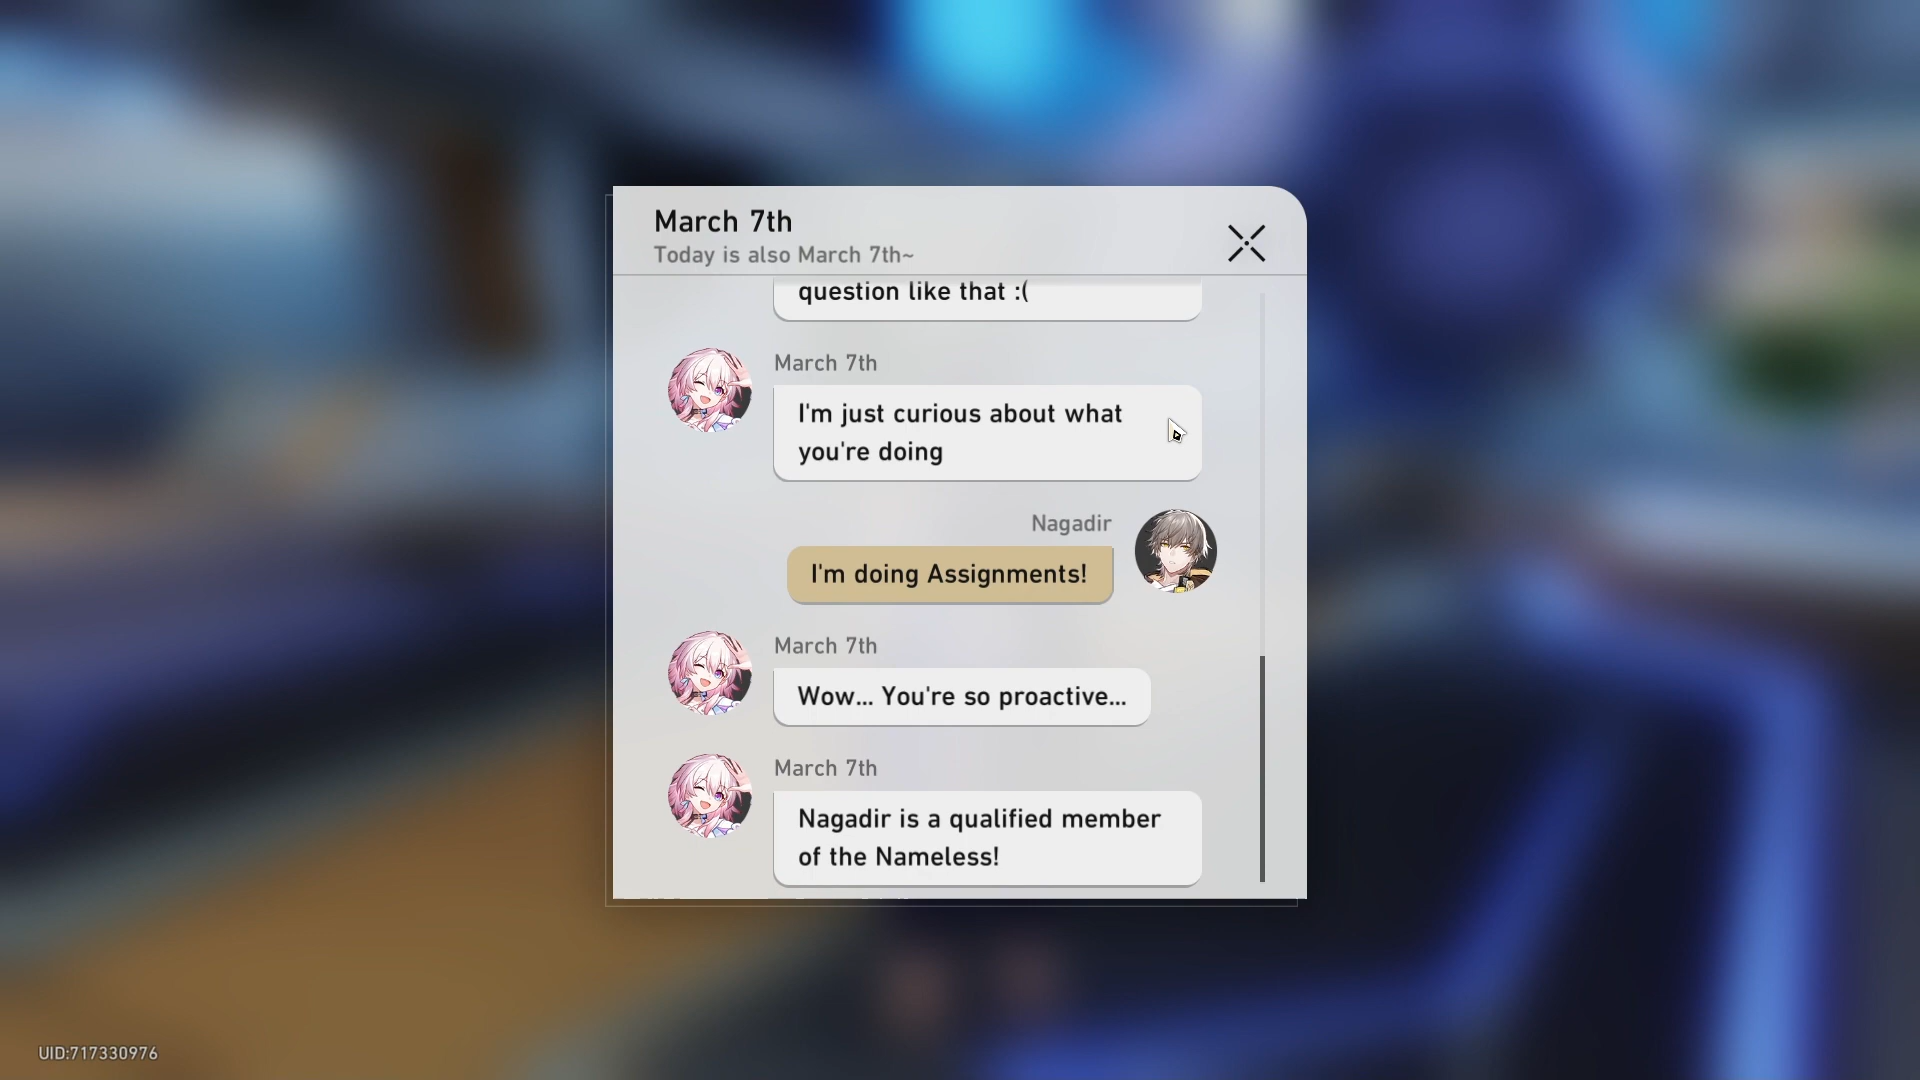 March 7th
Today is also March 7th~
question like that :(
March 7th
I'm just curious about what
you're doing
Nagadir
I'm doing Assignments!
March 7th
Wow... You're so proactive...
March 7th
Nagadir is a qualified member
of the Nameless!
UID:717330976